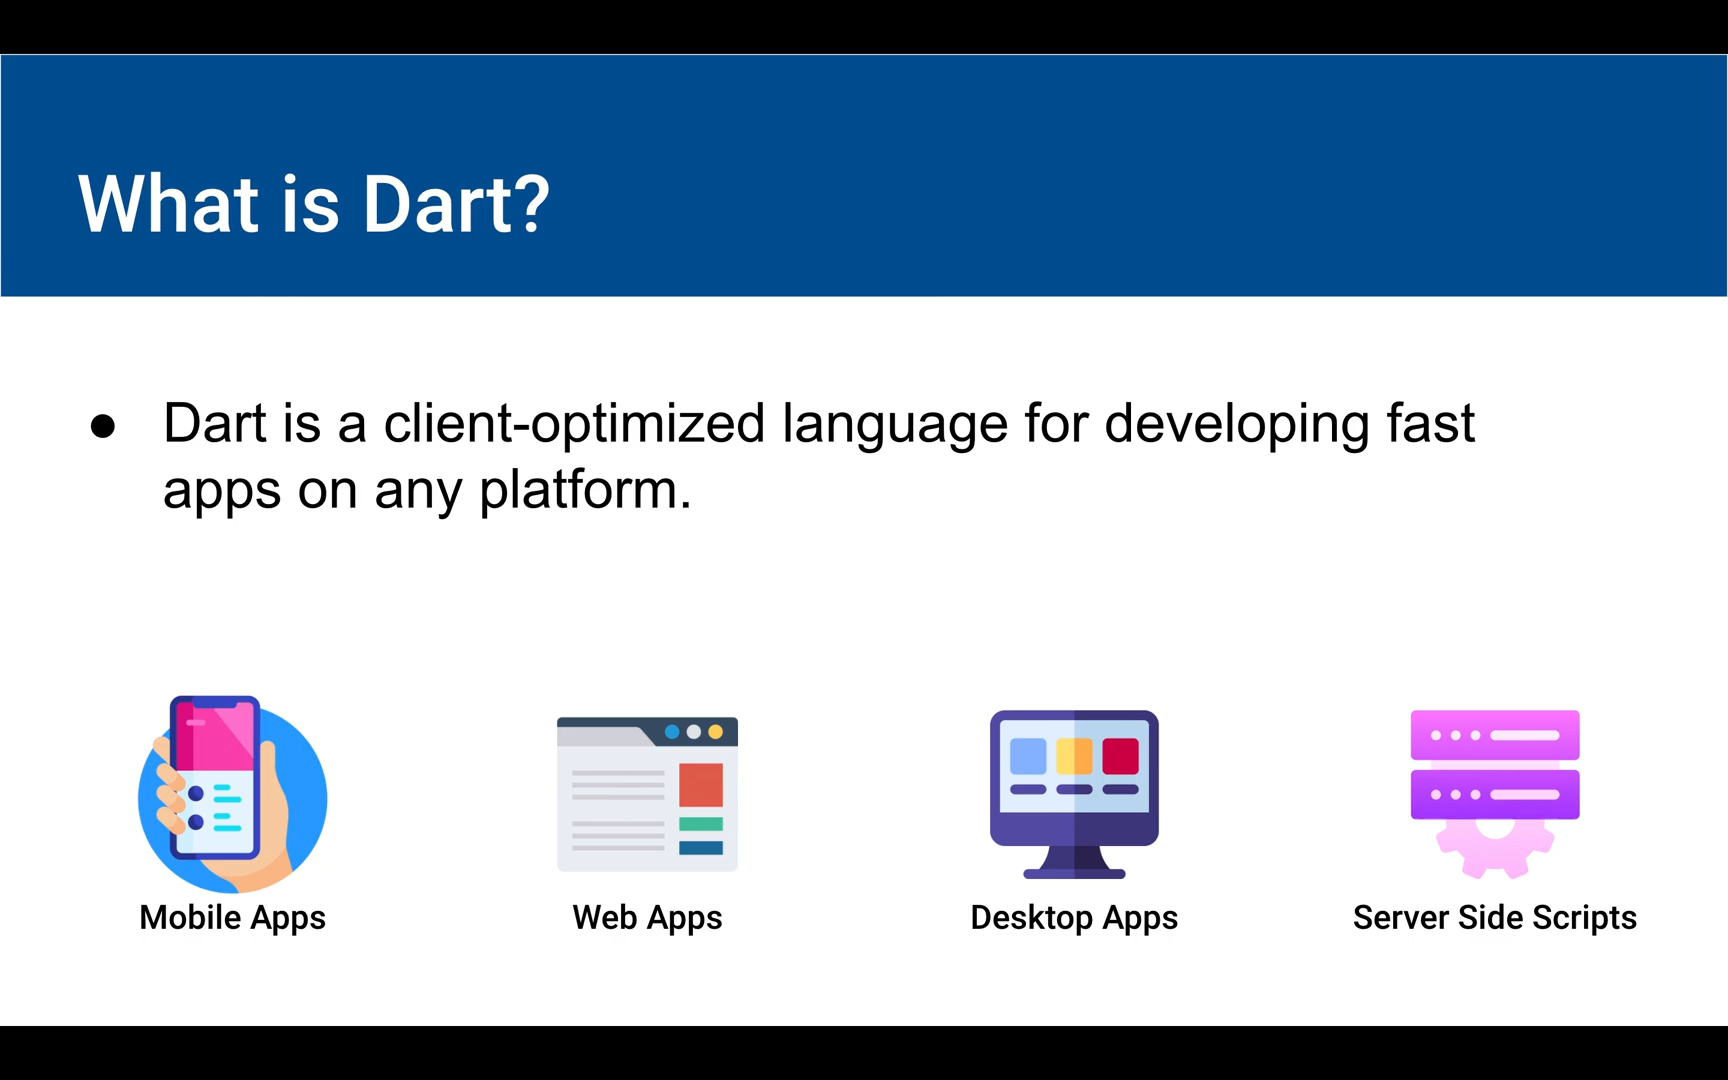 What is Dart?
● Dart is a client-optimized language for developing fast
apps on any platform.
Mobile Apps
Web Apps
Desktop Apps
Server Side Scripts